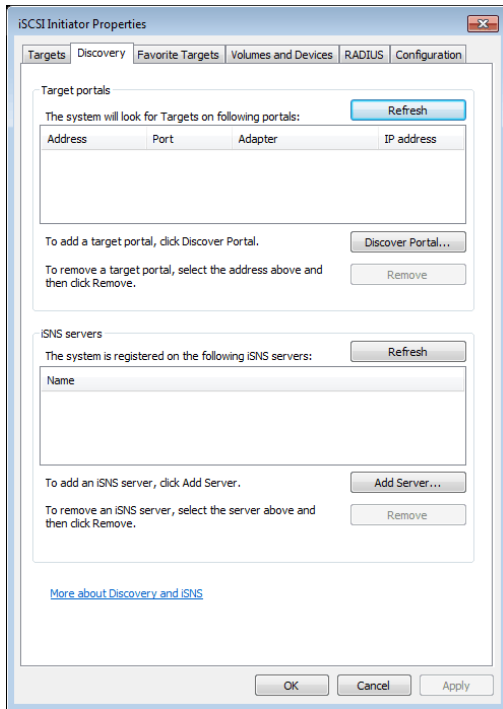 iSCSI Initiator Properties
Targets Discovery Favorite Targets Volumes and Devices RADIUS Configuration
Target portals
The system will look for Targets on following portals: Refresh
Address Port Adapter IP address
To add a target portal, click Discover Portal. Discover Portal...
To remove a target portal, select the address above and
then click Remove.
Remove
iSNS servers
The system is registered on the following iSNS servers: Refresh
Name
To add an iSNS server, click Add Server. Add Server...
To remove an iSNS server, select the server above and
then click Remove.
Remove
More about Discovery and iSNS
OK Cancel Apply